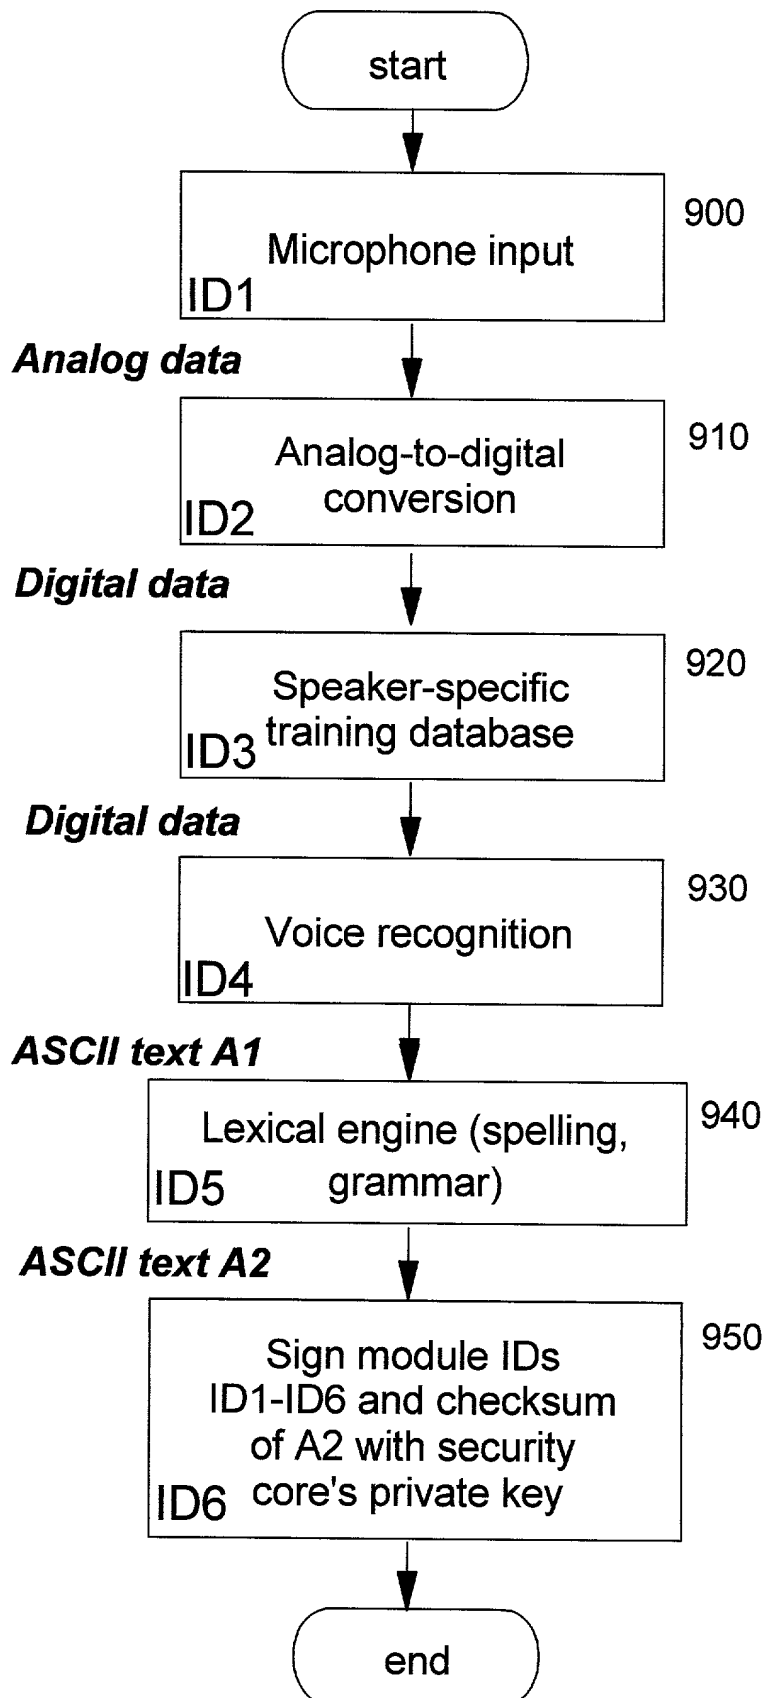 start
900
Microphone input
ID1
Analog data
910
Analog-to-digital
conversion
ID2
Digital data
920
Speaker-specific
training database
ID3
Digital data
930
Voice recognition
ID4
ASCII text A1
940
Lexical engine (spelling,
grammar)
ID5
ASCII text A2
950
Sign module IDs
ID1-ID6 and checksum
of A2 with security
core's private key
ID6
end